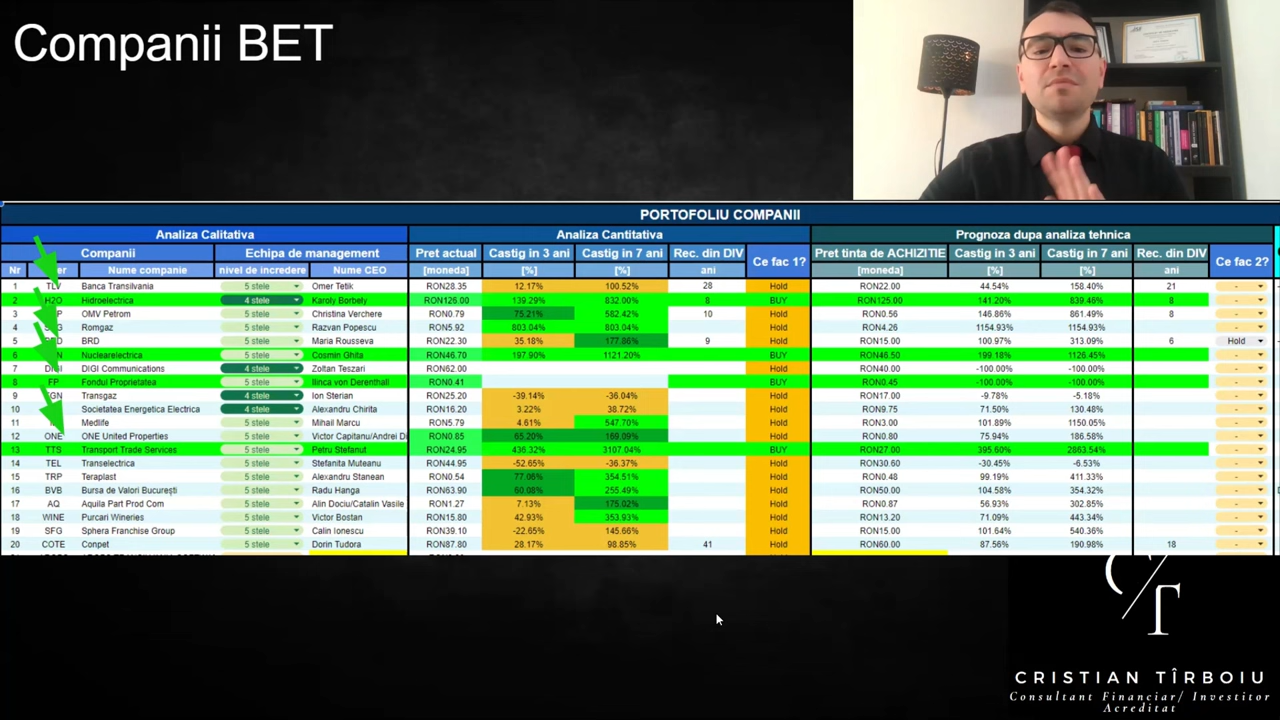 Companii BET
PORTOFOLIU COMPANII
Analiza Calitativa Analiza Cantitativa Prognoza dupa analiza tehnica
Companii Echipa de management Pret actual Castig in 3 ani Castig in 7 ani Rec. din DIV Ce fac 1? Pret tinta de ACHIZITIE Castig in 3 ani Castig in 7 ani Rec. din DIV Ce fac 2?
Nr Nume companie nivel de incredere Nume CEO [moneda] [%] [%] ani [moneda] [%] [%] ani
1 Banca Transilvania 5 stele Omer Tetik RON28.35 12.17% 100.52% 28 Hold RON22.00 44.54% 158.40% 21 -
2 H2O Hidroelectrica 4 stele Karoly Borbely RON126.00 139.29% 832.00% 8 BUY RON125.00 141.20% 839.46% 8 -
3 OMV Petrom 5 stele Christina Verchere RON0.79 75.21% 582.42% 10 Hold RON0.56 146.86% 861.49% 8 -
4 Romgaz 5 stele Razvan Popescu RON5.92 803.04% 803.04% Hold RON4.26 1154.93% 1154.93% -
5 BRD 5 stele Maria Rousseva RON22.30 35.18% 177.86% 9 Hold RON15.00 100.97% 313.09% 6 Hold
6 Nuclearelectrica 5 stele Cosmin Ghita RON46.70 197.90% 1121.20% BUY RON46.50 199.18% 1126.45% -
7 DIGI Communications 4 stele Zoltan Teszari RON62.00 Hold RON40.00 -100.00% -100.00% -
8 FP Fondul Proprietatea 5 stele Ilinca von Derenthall RON0.41 BUY RON0.45 -100.00% -100.00% -
9 Transgaz 4 stele Ion Sterian RON25.20 -39.14% -36.04% Hold RON17.00 -9.78% -5.18% -
10 Societatea Energetica Electrica 4 stele Alexandru Chirita RON16.20 3.22% 38.72% Hold RON9.75 71.50% 130.48% -
11 Medlife 5 stele Mihail Marcu RON5.79 4.61% 547.70% Hold RON3.00 101.89% 1150.05% -
12 ONE ONE United Properties 5 stele Victor Capitanu/Andrei Di RON0.85 65.20% 169.09% Hold RON0.80 75.94% 186.58% -
13 TTS Transport Trade Services 5 stele Petru Stefanut RON24.95 436.32% 3107.04% BUY RON27.00 395.60% 2863.54% -
14 TEL Transelectrica 5 stele Stefanita Muteanu RON44.95 -52.65% -36.37% Hold RON30.60 -30.45% -6.53% -
15 TRP Teraplast 5 stele Alexandru Stanean RON0.54 77.06% 354.51% Hold RON0.48 99.19% 411.33% -
16 BVB Bursa de Valori București 5 stele Radu Hanga RON63.90 60.08% 255.49% Hold RON50.00 104.58% 354.32% -
17 AQ Aquila Part Prod Com 5 stele Alin Dociu/Catalin Vasile RON1.27 7.13% 175.02% Hold RON0.87 56.93% 302.85% -
18 WINE Purcari Wineries 5 stele Victor Bostan RON15.80 42.93% 353.93% Hold RON13.20 71.09% 443.34% -
19 SFG Sphera Franchise Group 5 stele Calin Ionescu RON39.10 -22.65% 145.66% Hold RON15.00 101.64% 540.36% -
20 COTE Conpet 5 stele Dorin Tudora RON87.80 28.17% 98.85% 41 Hold RON60.00 87.56% 190.98% 18 -
C/T
CRISTIAN TÎRBOIU
Consultant Financiar/ Investitor
Acreditat